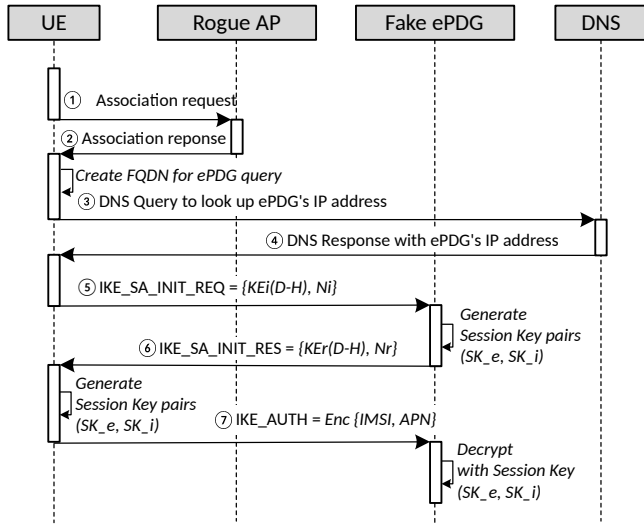 UE Rogue AP Fake ePDG DNS
① Association request
② Association reponse
Create FQDN for ePDG query
③ DNS Query to look up ePDG's IP address
④ DNS Response with ePDG's IP address
⑤ IKE_SA_INIT_REQ = {KEi(D-H), Ni}
Generate
Session Key pairs
(SK_e, SK_i)
⑥ IKE_SA_INIT_RES = {KEr(D-H), Nr}
Generate
Session Key pairs
(SK_e, SK_i)
⑦ IKE_AUTH = Enc {IMSI, APN}
Decrypt
with Session Key
(SK_e, SK_i)